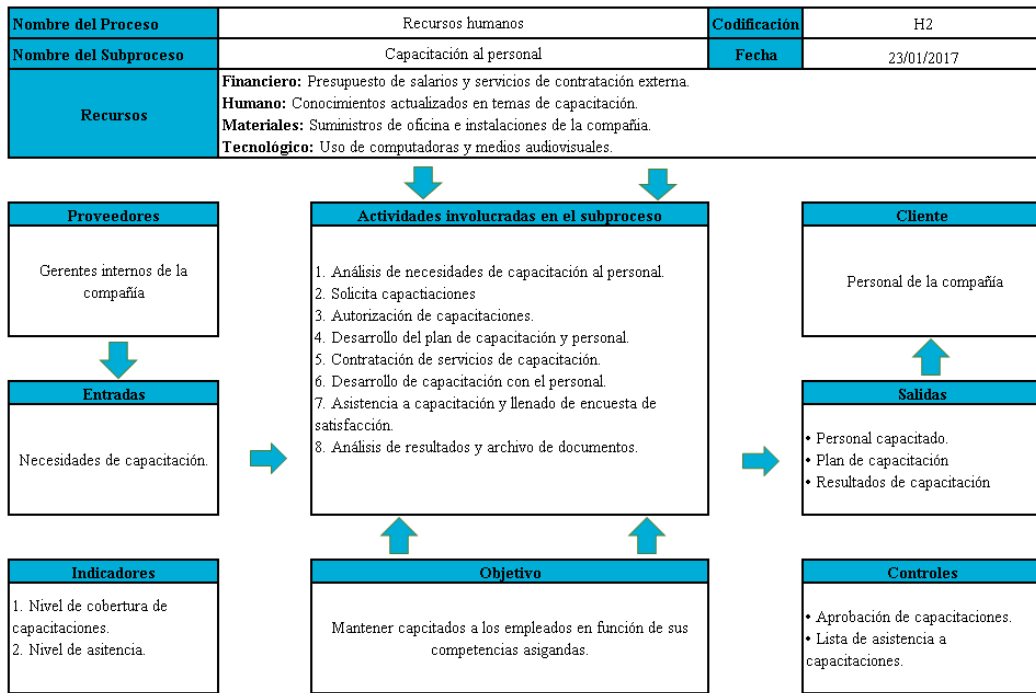 Nombre del Proceso Recursos humanos Codificación H2
Nombre del Subproceso Capacitación al personal Fecha 23/01/2017
Recursos
Financiero: Presupuesto de salarios y servicios de contratación externa.
Humano: Conocimientos actualizados en temas de capacitación.
Materiales: Suministros de oficina e instalaciones de la compañia.
Tecnológico: Uso de computadoras y medios audiovisuales.
Proveedores
Gerentes internos de la
compañía
Entradas
Necesidades de capacitación.
Actividades involucradas en el subproceso
1. Análisis de necesidades de capacitación al personal.
2. Solicita capactiaciones
3. Autorización de capacitaciones.
4. Desarrollo del plan de capacitación y personal.
5. Contratación de servicios de capacitación.
6. Desarrollo de capacitación con el personal.
7. Asistencia a capacitación y llenado de encuesta de
satisfacción.
8. Análisis de resultados y archivo de documentos.
Cliente
Personal de la compañía
Salidas
• Personal capacitado.
• Plan de capacitación
• Resultados de capacitación
Indicadores
1. Nivel de cobertura de
capacitaciones.
2. Nivel de asitencia.
Objetivo
Mantener capcitados a los empleados en función de sus
competencias asigandas.
Controles
• Aprobación de capacitaciones.
• Lista de asistencia a
capacitaciones.